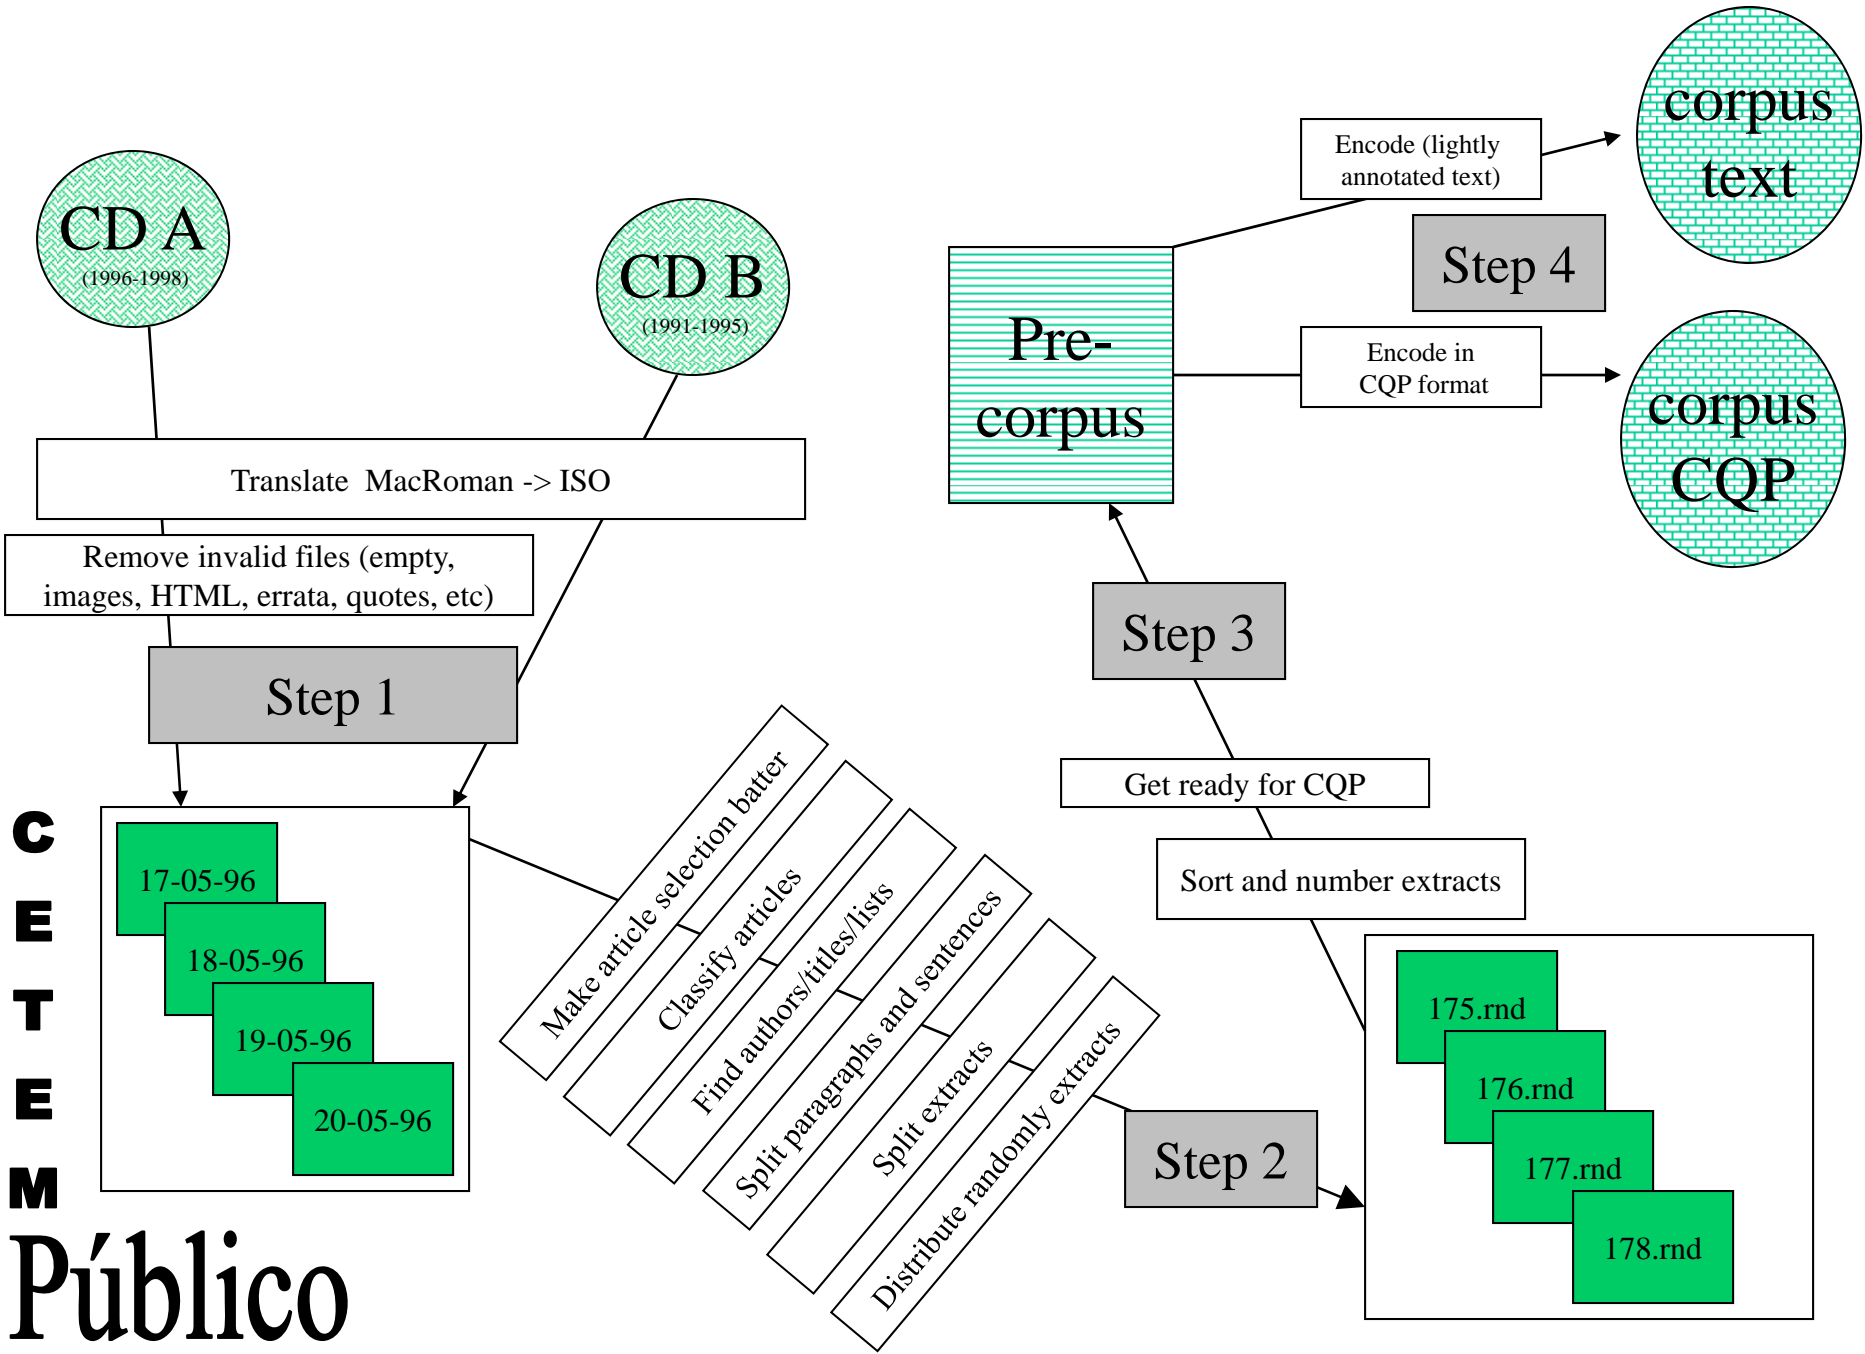 CD A
(1996-1998)
CD B
(1991-1995)
Translate MacRoman -> ISO
Remove invalid files (empty,
images, HTML, errata, quotes, etc)
Step 1
17-05-96
18-05-96
19-05-96
20-05-96
C
E
T
E
M
Público
Make article selection batter
Classify articles
Find authors/titles/lists
Split paragraphs and sentences
Split extracts
Distribute randomly extracts
Step 2
175.rnd
176.rnd
177.rnd
178.rnd
Sort and number extracts
Get ready for CQP
Step 3
Pre-
corpus
Encode (lightly
annotated text)
Step 4
Encode in
CQP format
corpus
text
corpus
CQP